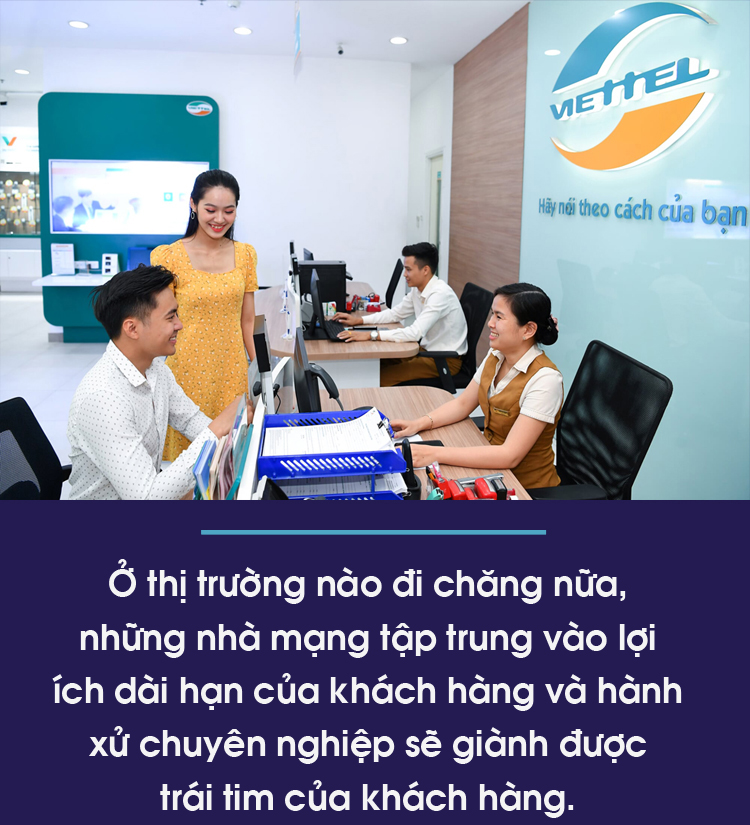 VIETTEL
Hãy nói theo cách của bạn
Ở thị trường nào đi chăng nữa,
những nhà mạng tập trung vào lợi
ích dài hạn của khách hàng và hành
xử chuyên nghiệp sẽ giành được
trái tim của khách hàng.